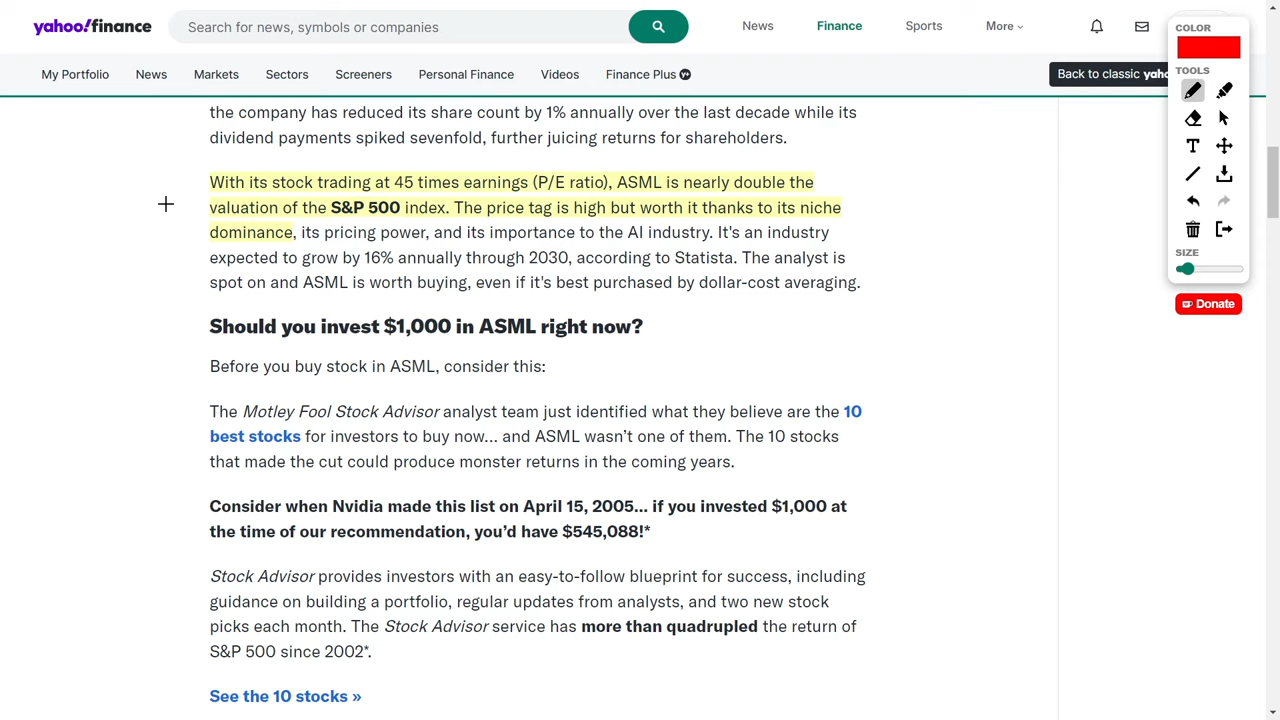 yahoo!finance
Search for news, symbols or companies
News
Finance
Sports
More
My Portfolio
News
Markets
Sectors
Screeners
Personal Finance
Videos
Finance Plus
Y+
Back to classic yaho
COLOR
TOOLS
T
SIZE
Donate
the company has reduced its share count by 1% annually over the last decade while its
dividend payments spiked sevenfold, further juicing returns for shareholders.
With its stock trading at 45 times earnings (P/E ratio), ASML is nearly double the
valuation of the S&P 500 index. The price tag is high but worth it thanks to its niche
dominance, its pricing power, and its importance to the AI industry. It's an industry
expected to grow by 16% annually through 2030, according to Statista. The analyst is
spot on and ASML is worth buying, even if it's best purchased by dollar-cost averaging.
Should you invest $1,000 in ASML right now?
Before you buy stock in ASML, consider this:
The Motley Fool Stock Advisor analyst team just identified what they believe are the 10
best stocks for investors to buy now… and ASML wasn’t one of them. The 10 stocks
that made the cut could produce monster returns in the coming years.
Consider when Nvidia made this list on April 15, 2005... if you invested $1,000 at
the time of our recommendation, you’d have $545,088!*
Stock Advisor provides investors with an easy-to-follow blueprint for success, including
guidance on building a portfolio, regular updates from analysts, and two new stock
picks each month. The Stock Advisor service has more than quadrupled the return of
S&P 500 since 2002*.
See the 10 stocks »